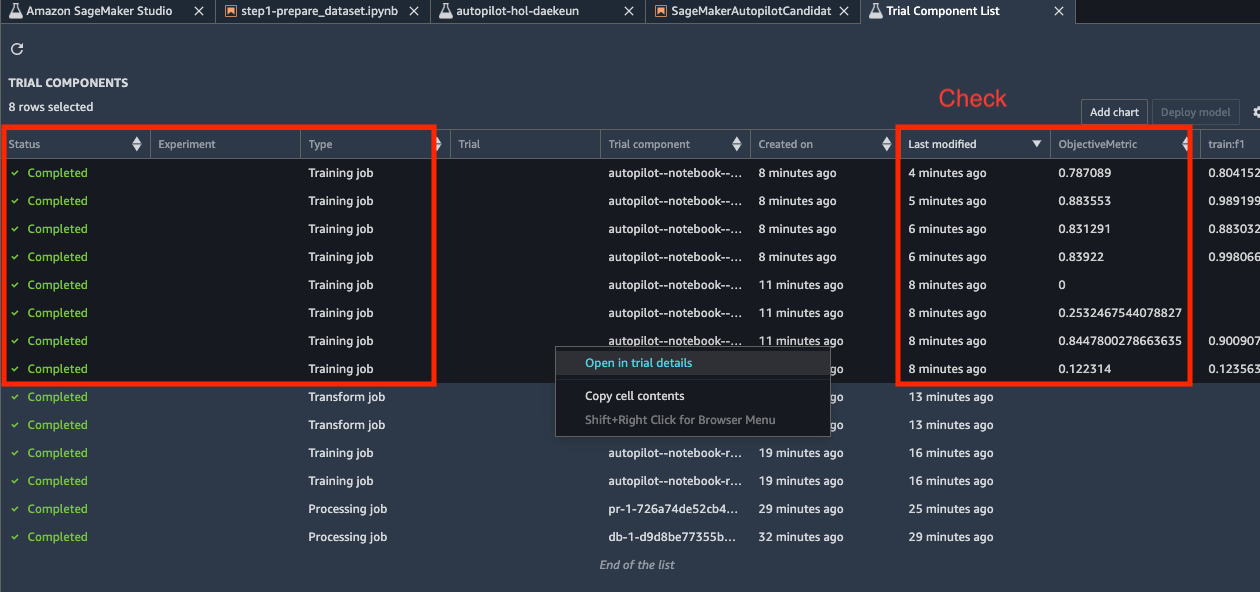 Amazon SageMaker Studio step1-prepare_dataset.ipynb autopilot-hol-daekeun SageMakerAutopilotCandidat Trial Component List
TRIAL COMPONENTS
8 rows selected
Check
Add chart Deploy model
Status Experiment Type Trial Trial component Created on Last modified ObjectiveMetric train:f1
Completed Training job autopilot--notebook--... 8 minutes ago 4 minutes ago 0.787089 0.804152
Completed Training job autopilot--notebook--... 8 minutes ago 5 minutes ago 0.883553 0.989199
Completed Training job autopilot--notebook--... 8 minutes ago 6 minutes ago 0.831291 0.883032
Completed Training job autopilot--notebook--... 8 minutes ago 6 minutes ago 0.83922 0.998066
Completed Training job autopilot--notebook--... 11 minutes ago 8 minutes ago 0
Completed Training job autopilot--notebook--... 11 minutes ago 8 minutes ago 0.2532467544078827
Completed Training job autopilot--notebook--... 11 minutes ago 8 minutes ago 0.8447800278663635 0.900907
Completed Training job go 8 minutes ago 0.122314 0.123563
Open in trial details
Completed Transform job go 13 minutes ago
Copy cell contents
Completed Transform job go 13 minutes ago
Shift+Right Click for Browser Menu
Completed Training job autopilot--notebook-r... 19 minutes ago 16 minutes ago
Completed Training job autopilot--notebook-r... 19 minutes ago 16 minutes ago
Completed Processing job pr-1-726a74de52cb4... 29 minutes ago 25 minutes ago
Completed Processing job db-1-d9d8be77355b... 32 minutes ago 29 minutes ago
End of the list